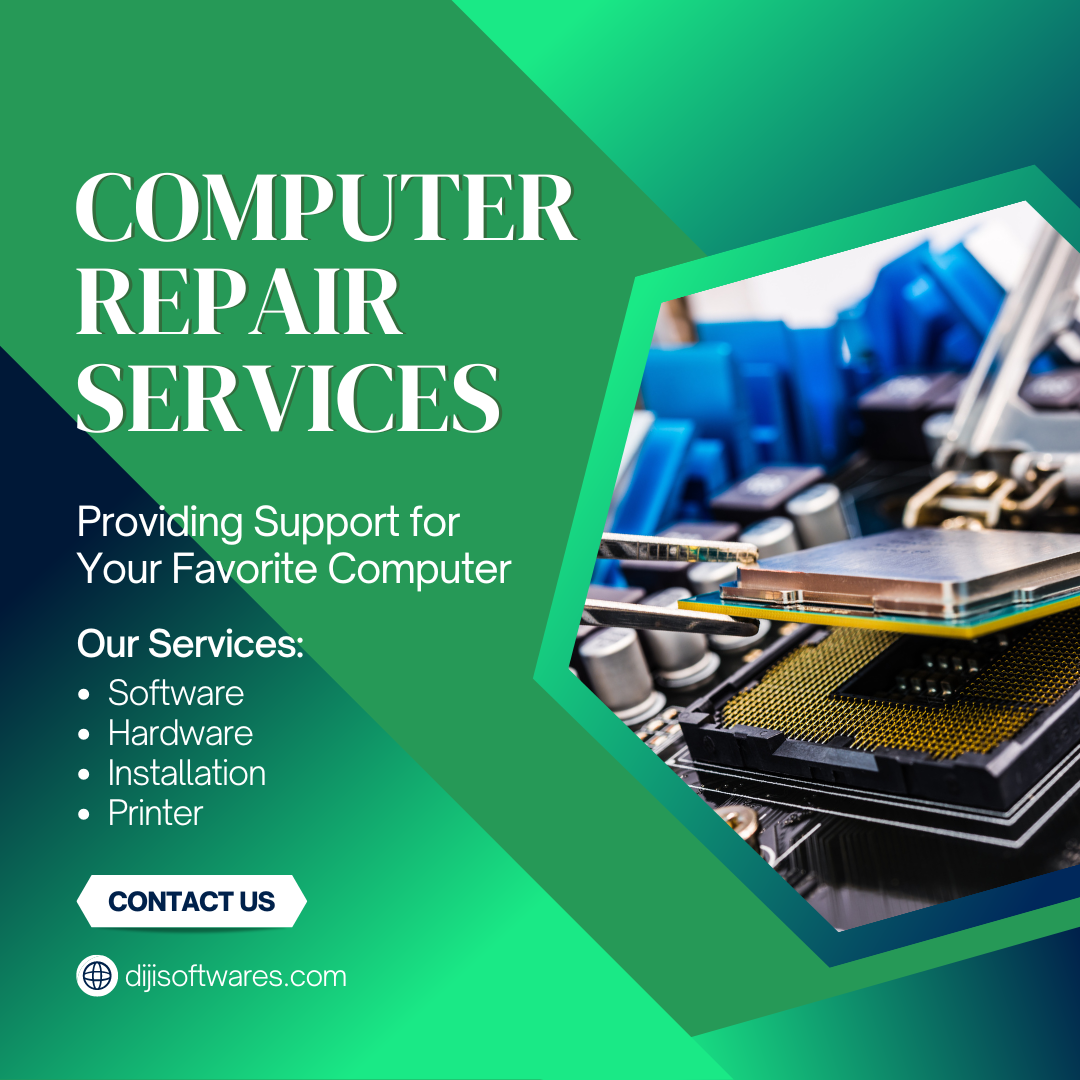 COMPUTER
REPAIR
SERVICES
Providing Support for
Your Favorite Computer
Our Services:
• Software
• Hardware
• Installation
• Printer
CONTACT US
dijisoftwares.com